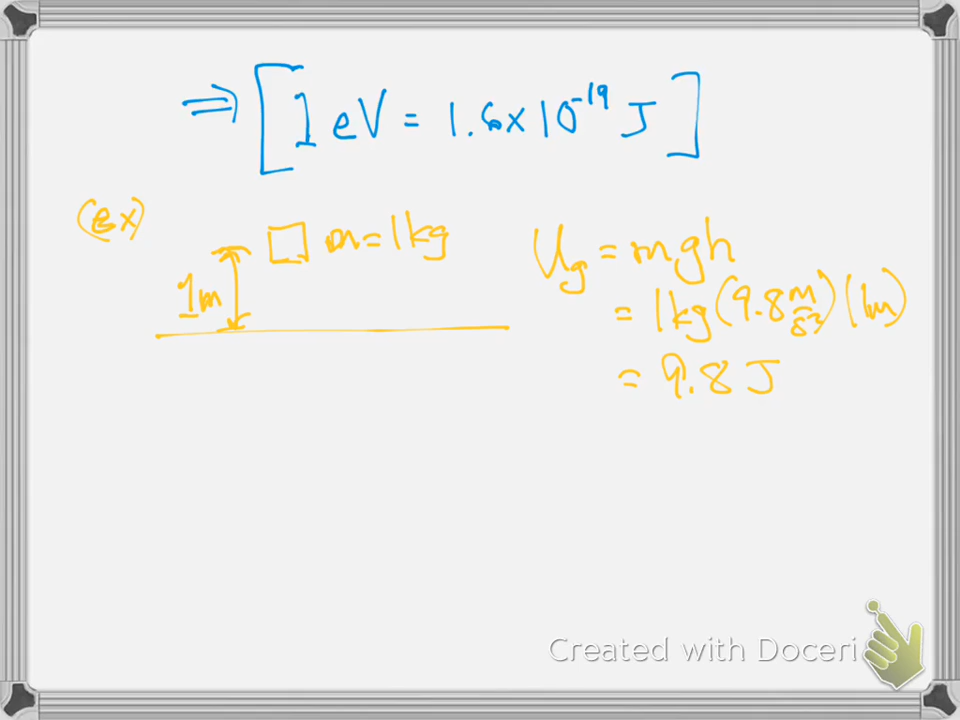 ⇒ [1 eV = 1.6 x 10⁻¹⁹ J]
(ex)
m = 1kg
1m
Ug = mgh
= 1kg (9.8 m/s²) (1m)
= 9.8 J
Created with Doceri